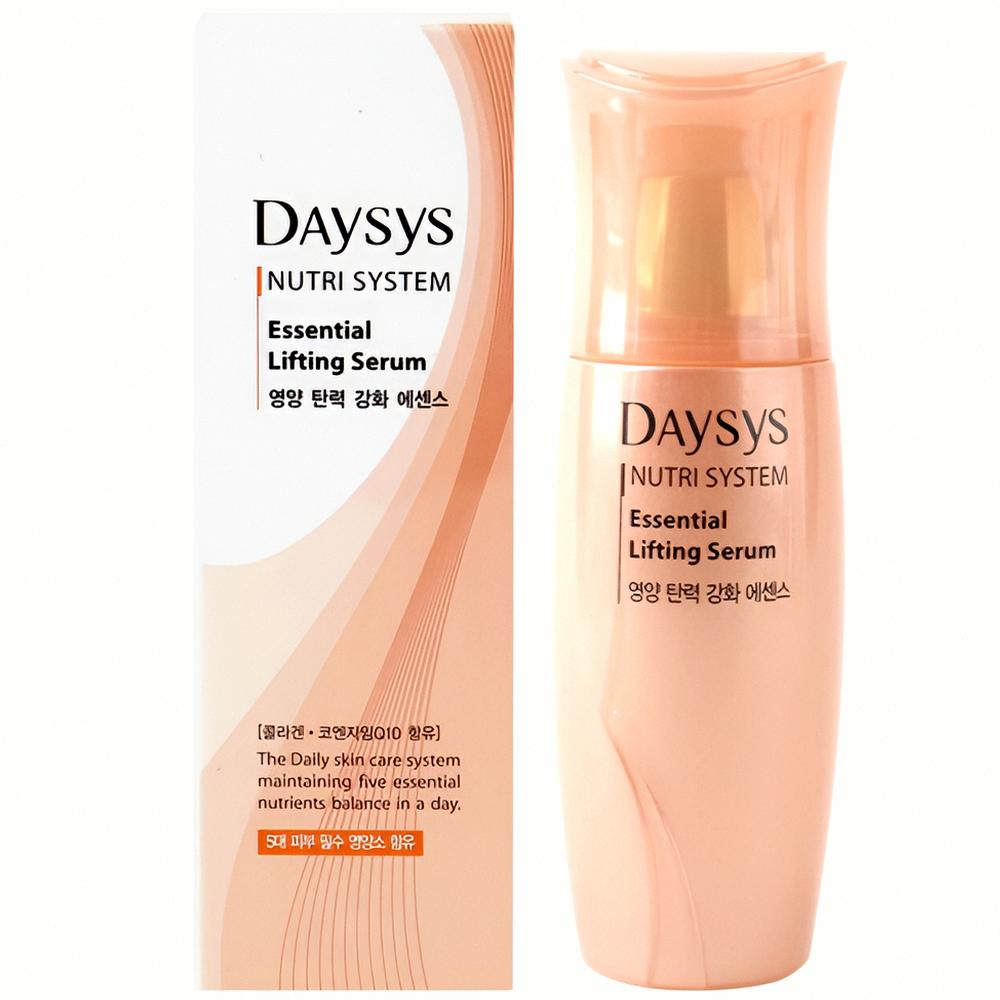 DAYSYS
NUTRI SYSTEM
Essential
Lifting Serum
영양 탄력 강화 에센스
[콜라겐 • 코엔자임Q10 함유]
The Daily skin care system
maintaining five essential
nutrients balance in a day.
5대 피부 필수 영양소 함유
DAYSYS
NUTRI SYSTEM
Essential
Lifting Serum
영양 탄력 강화 에센스